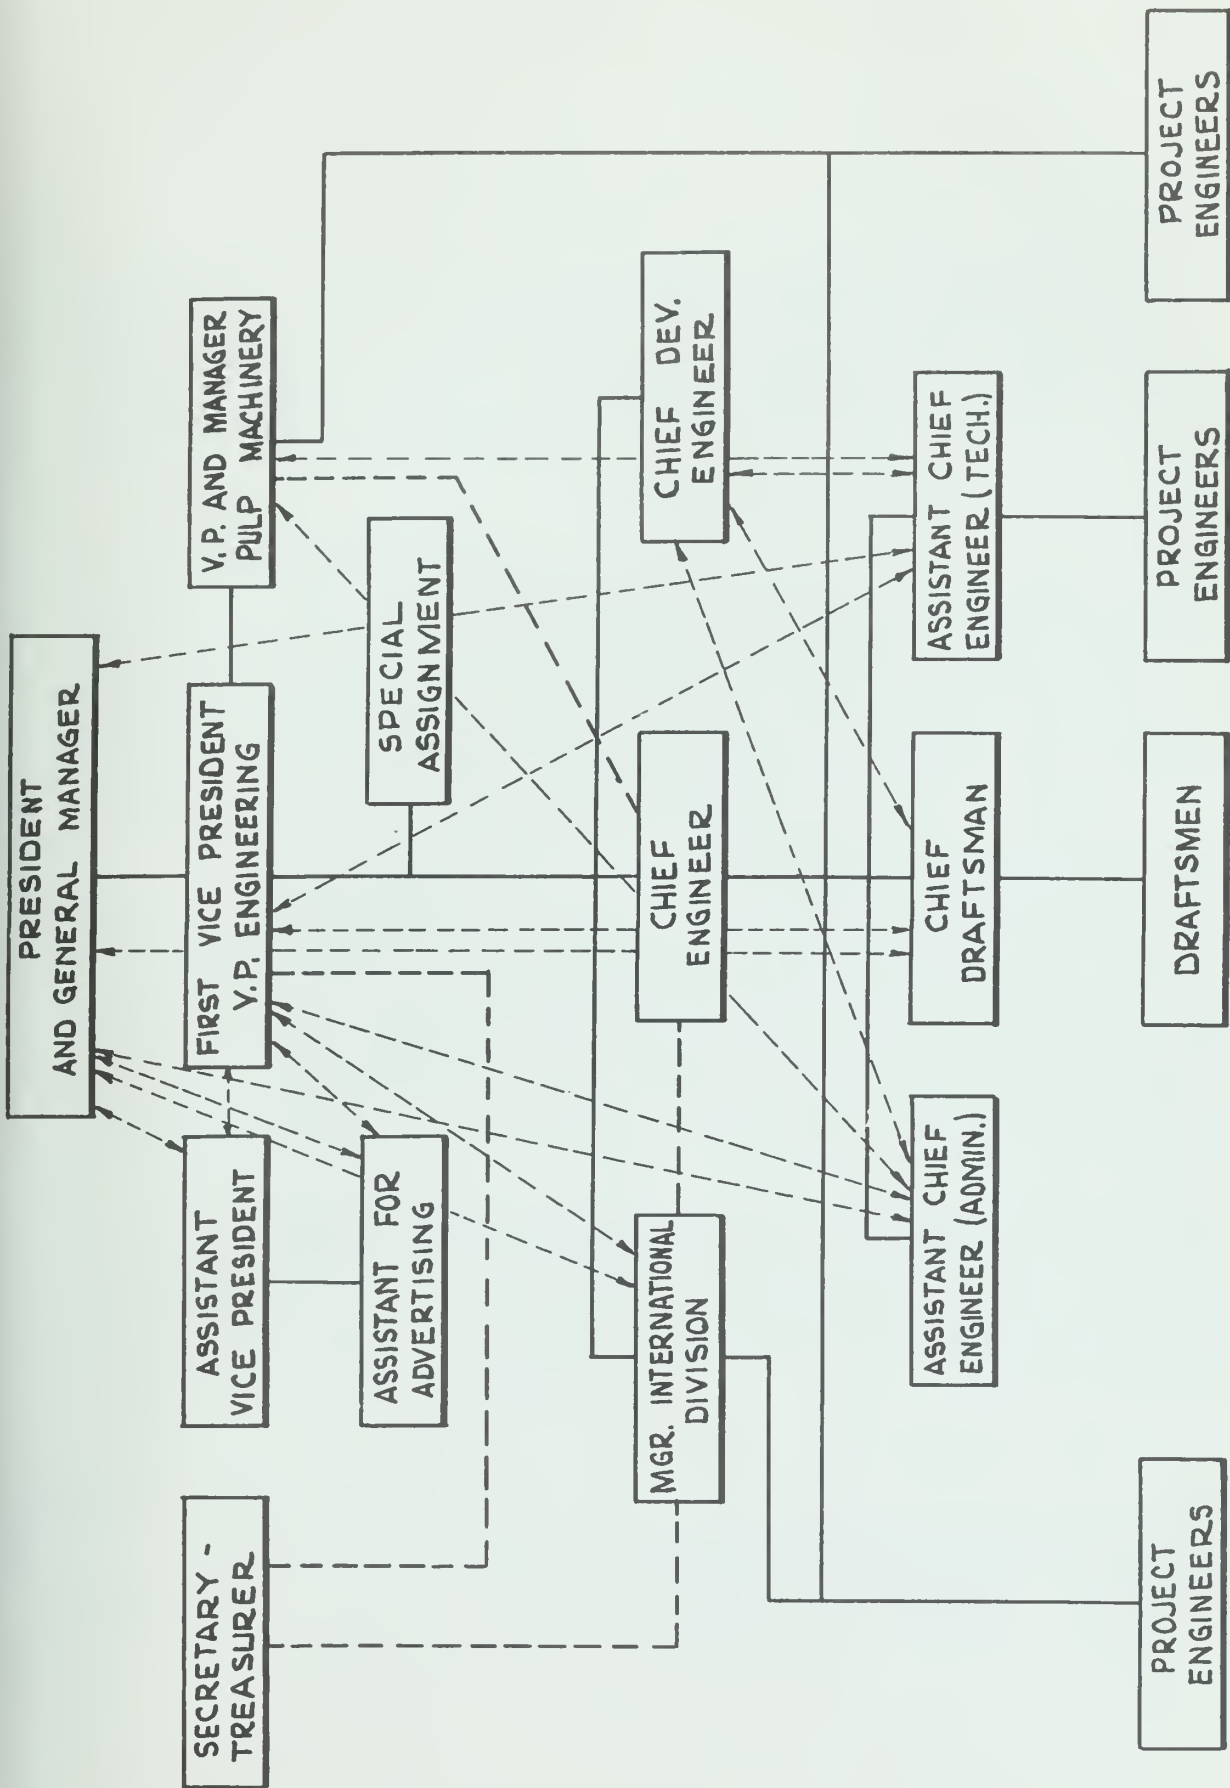 PRESIDENT
AND GENERAL MANAGER
SECRETARY -
TREASURER
ASSISTANT
VICE PRESIDENT
FIRST VICE PRESIDENT
V.P. ENGINEERING
V.P. AND MANAGER
PULP MACHINERY
ASSISTANT FOR
ADVERTISING
SPECIAL
ASSIGNMENT
MGR. INTERNATIONAL
DIVISION
CHIEF
ENGINEER
CHIEF DEV.
ENGINEER
ASSISTANT CHIEF
ENGINEER (ADMIN.)
CHIEF
DRAFTSMAN
ASSISTANT CHIEF
ENGINEER (TECH.)
PROJECT
ENGINEERS
DRAFTSMEN
PROJECT
ENGINEERS
PROJECT
ENGINEERS